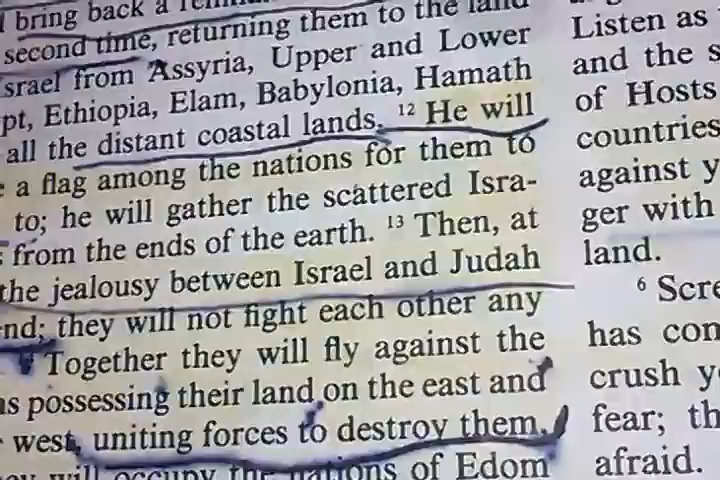 bring back a
second time, returning them to the land
srael from Assyria, Upper and Lower
pt, Ethiopia, Elam, Babylonia, Hamath
all the distant coastal lands. 12 He will
a flag among the nations for them to
to; he will gather the scattered Isra-
from the ends of the earth. 13 Then, at
the jealousy between Israel and Judah
nd; they will not fight each other any
Together they will fly against the
as possessing their land on the east and
west, uniting forces to destroy them,
will occupy the nations of Edom
Listen as
and the s
of Hosts
countries
against y
ger with
land.
6 Scre
has con
crush y
fear; th
afraid.